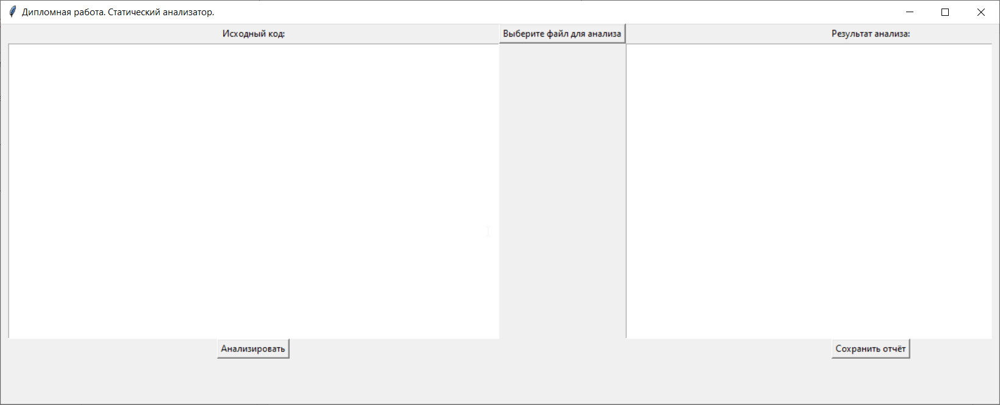 Дипломная работа. Статический анализатор.
Исходный код:
Выберите файл для анализа
Результат анализа:
Анализировать
Сохранить отчёт